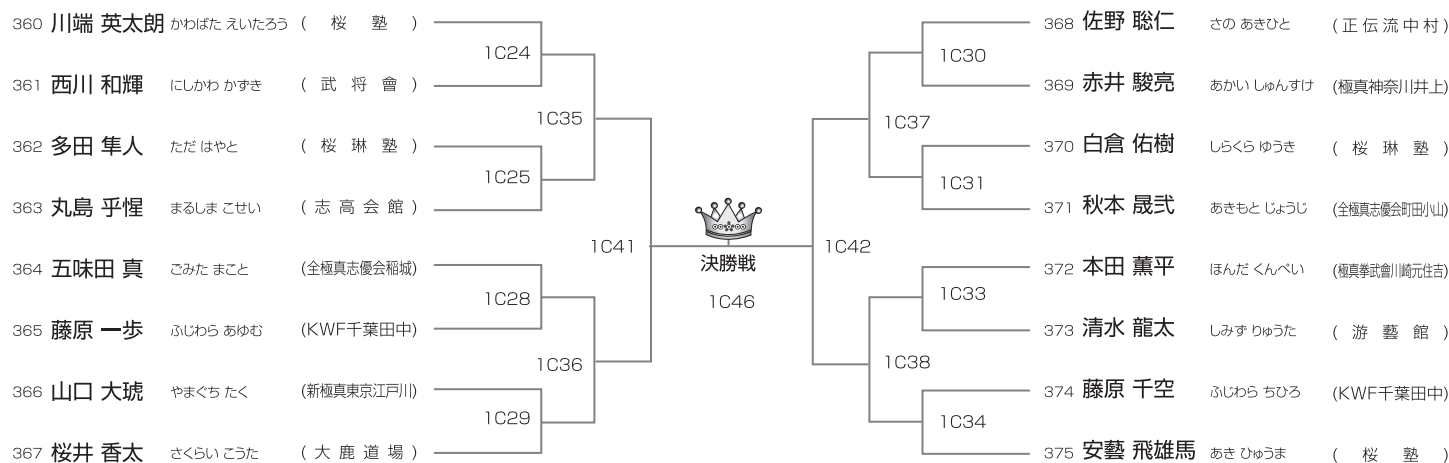 360 川端 英太朗 かわばた えいたろう ( 桜 塾 )
1C24
361 西川 和輝 にしかわ かずき ( 武 将 會 )
1C35
362 多田 隼人 ただ はやと ( 桜 琳 塾 )
1C25
363 丸島 乎惺 まるしま こせい ( 志 高 会 館 )
1C41
364 五味田 真 ごみた まこと (全極真志優会稲城)
1C28
365 藤原 一歩 ふじわら あゆむ (KWF千葉田中)
1C36
366 山口 大琥 やまぐち たく (新極真東京江戸川)
1C29
367 桜井 香太 さくらい こうた ( 大 鹿 道 場 )
決勝戦
1C46
368 佐野 聡仁 さの あきひと ( 正 伝 流 中 村 )
1C30
369 赤井 駿亮 あかい しゅんすけ (極真神奈川井上)
1C37
370 白倉 佑樹 しらくら ゆうき ( 桜 琳 塾 )
1C31
371 秋本 晟弐 あきもと じょうじ (全極真志優会町田小山)
1C42
372 本田 薫平 ほんだ くんぺい (極真拳武會川崎元住吉)
1C33
373 清水 龍太 しみず りゅうた ( 游 藝 館 )
1C38
374 藤原 千空 ふじわら ちひろ (KWF千葉田中)
1C34
375 安藝 飛雄馬 あき ひゅうま ( 桜 塾 )